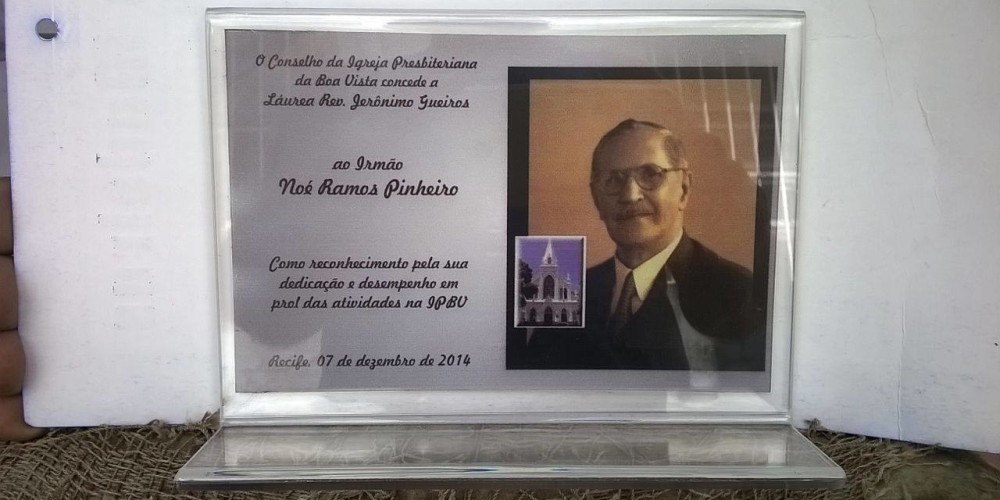 O Conselho da Igreja Presbiteriana
da Boa Vista concede a
Láurea Rev. Jerônimo Gueiros
ao Irmão
Noé Ramos Pinheiro
Como reconhecimento pela sua
dedicação e desempenho em
prol das atividades na IPBV
Recife, 07 de dezembro de 2014